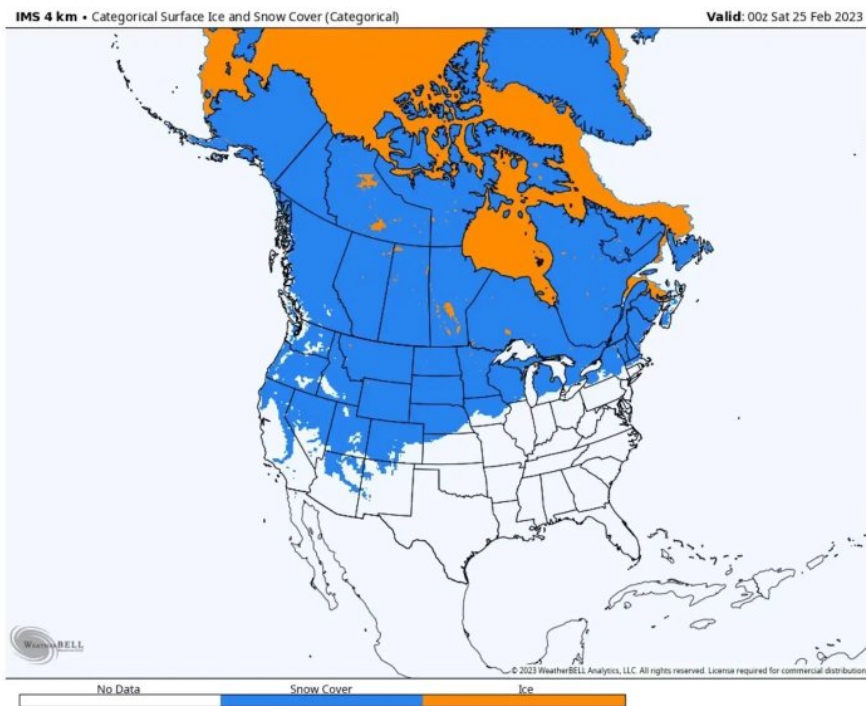 IMS 4 km • Categorical Surface Ice and Snow Cover (Categorical)
Valid: 00z Sat 25 Feb 2023
WeatherBELL
© 2023 WeatherBELL Analytics, LLC. All rights reserved. License required for commercial distribution
No Data
Snow Cover
Ice